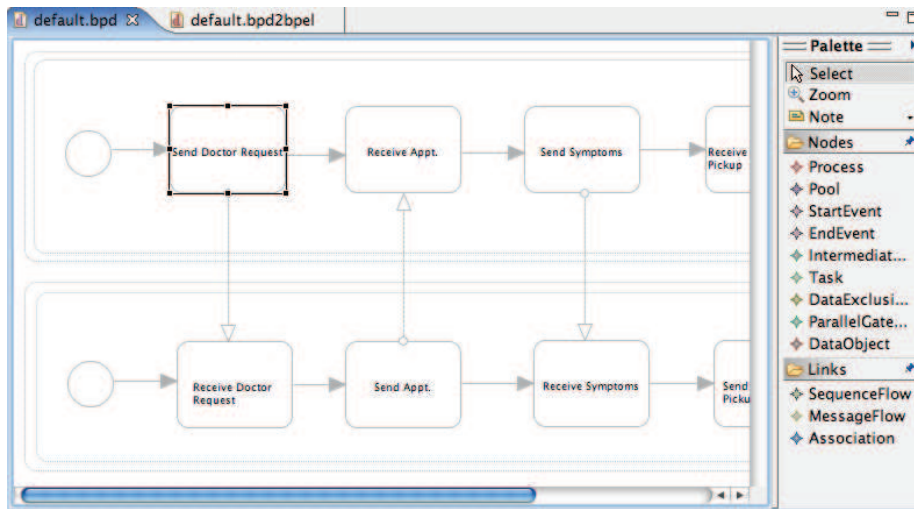 default.bpd
default.bpd2bpel
Send Doctor Request
Receive Appt.
Send Symptoms
Receive
Pickup
Receive Doctor
Request
Send Appt.
Receive Symptoms
Send
Picku
Palette
Select
Zoom
Note
Nodes
Process
Pool
StartEvent
EndEvent
Intermediat...
Task
DataExclusi...
ParallelGate...
DataObject
Links
SequenceFlow
MessageFlow
Association